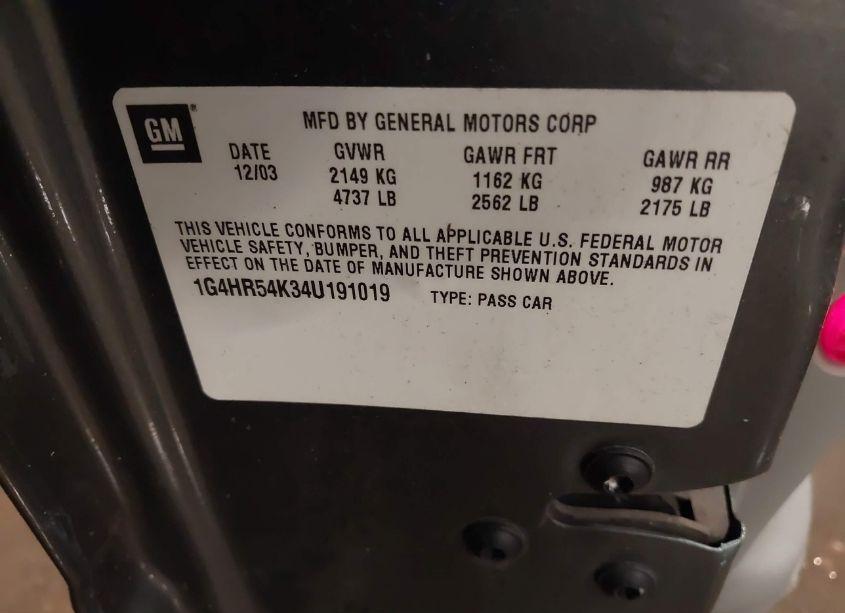 GM
MFD BY GENERAL MOTORS CORP
DATE GVWR GAWR FRT GAWR RR
12/03 2149 KG 1162 KG 987 KG
4737 LB 2562 LB 2175 LB
THIS VEHICLE CONFORMS TO ALL APPLICABLE U.S. FEDERAL MOTOR
VEHICLE SAFETY, BUMPER, AND THEFT PREVENTION STANDARDS IN
EFFECT ON THE DATE OF MANUFACTURE SHOWN ABOVE.
1G4HR54K34U191019 TYPE: PASS CAR